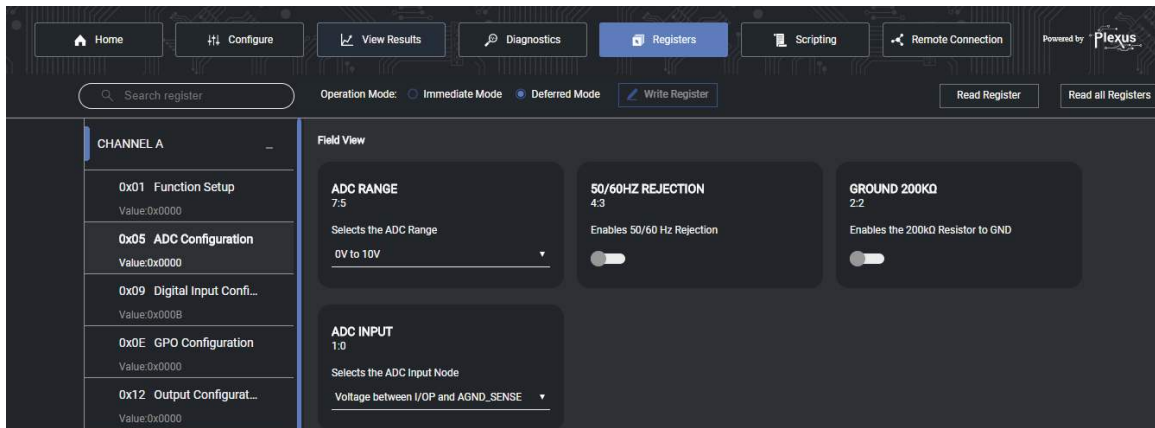 Home
Configure
View Results
Diagnostics
Registers
Scripting
Remote Connection
Powered by Plexus
Search register
Operation Mode: Immediate Mode Deferred Mode
Write Register
Read Register
Read all Registers
CHANNEL A
0x01 Function Setup
Value:0x0000
0x05 ADC Configuration
Value:0x0000
0x09 Digital Input Confi...
Value:0x000B
0x0E GPO Configuration
Value:0x0000
0x12 Output Configurat...
Value:0x0000
Field View
ADC RANGE
7:5
Selects the ADC Range
0V to 10V
50/60HZ REJECTION
4:3
Enables 50/60 Hz Rejection
GROUND 200KΩ
2:2
Enables the 200kΩ Resistor to GND
ADC INPUT
1:0
Selects the ADC Input Node
Voltage between I/OP and AGND_SENSE